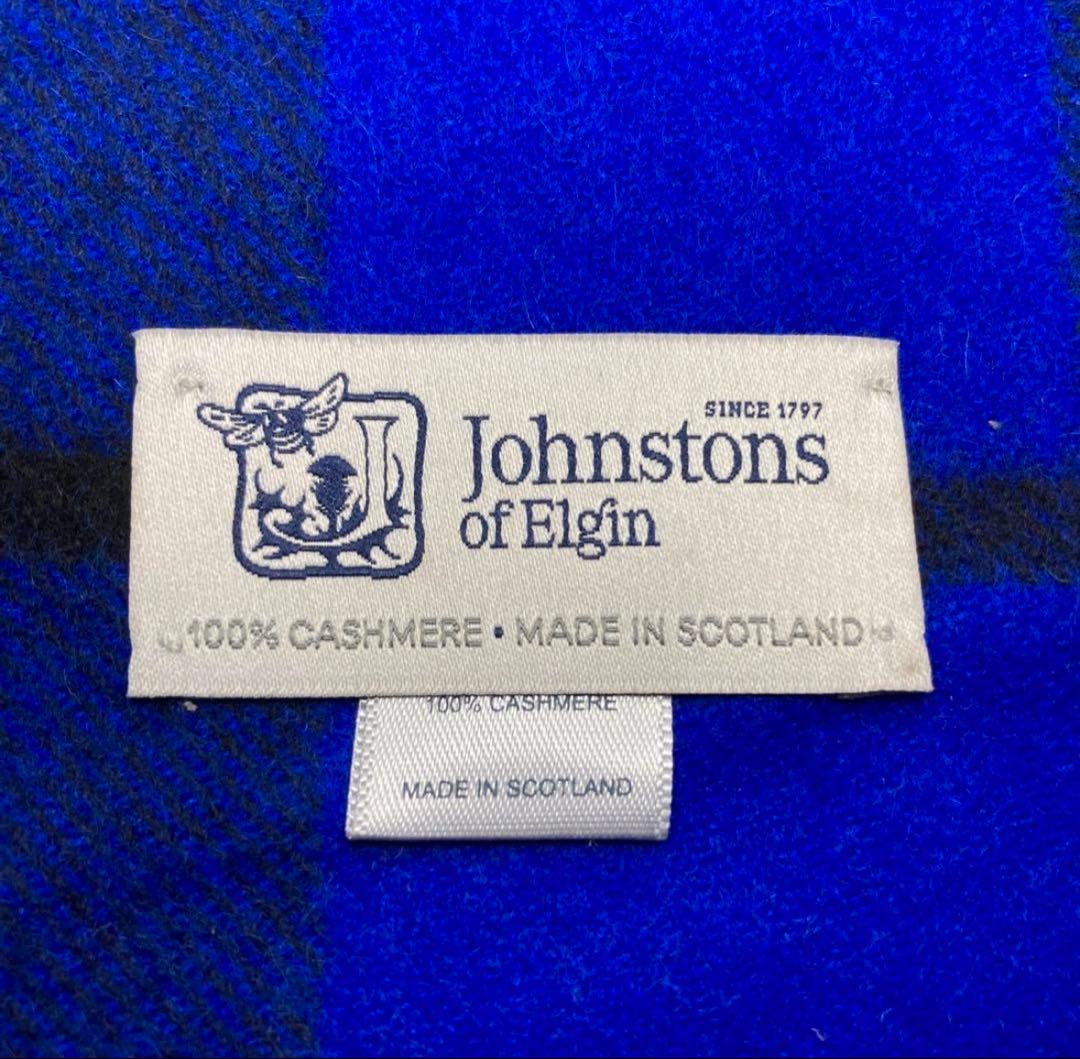 SINCE 1797
Johnstons
of Elgin
100% CASHMERE • MADE IN SCOTLAND
100% CASHMERE
MADE IN SCOTLAND